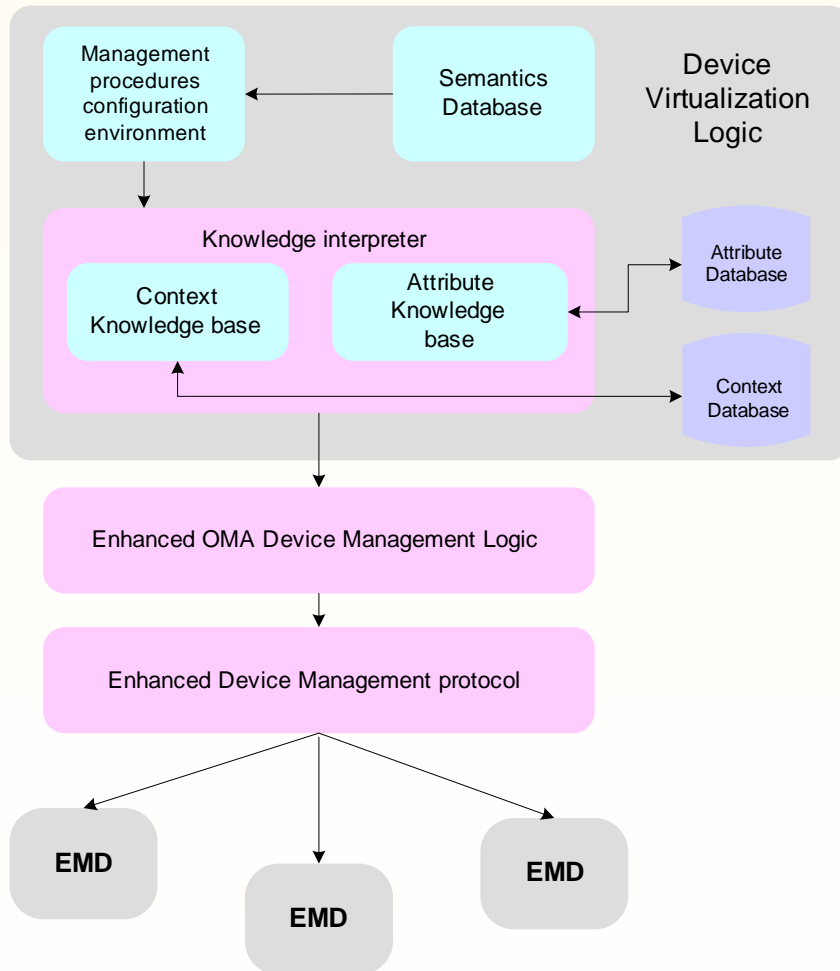 Management
procedures
configuration
environment
Semantics
Database
Device
Virtualization
Logic
Knowledge interpreter
Context
Knowledge base
Attribute
Knowledge
base
Attribute
Database
Context
Database
Enhanced OMA Device Management Logic
Enhanced Device Management protocol
EMD
EMD
EMD